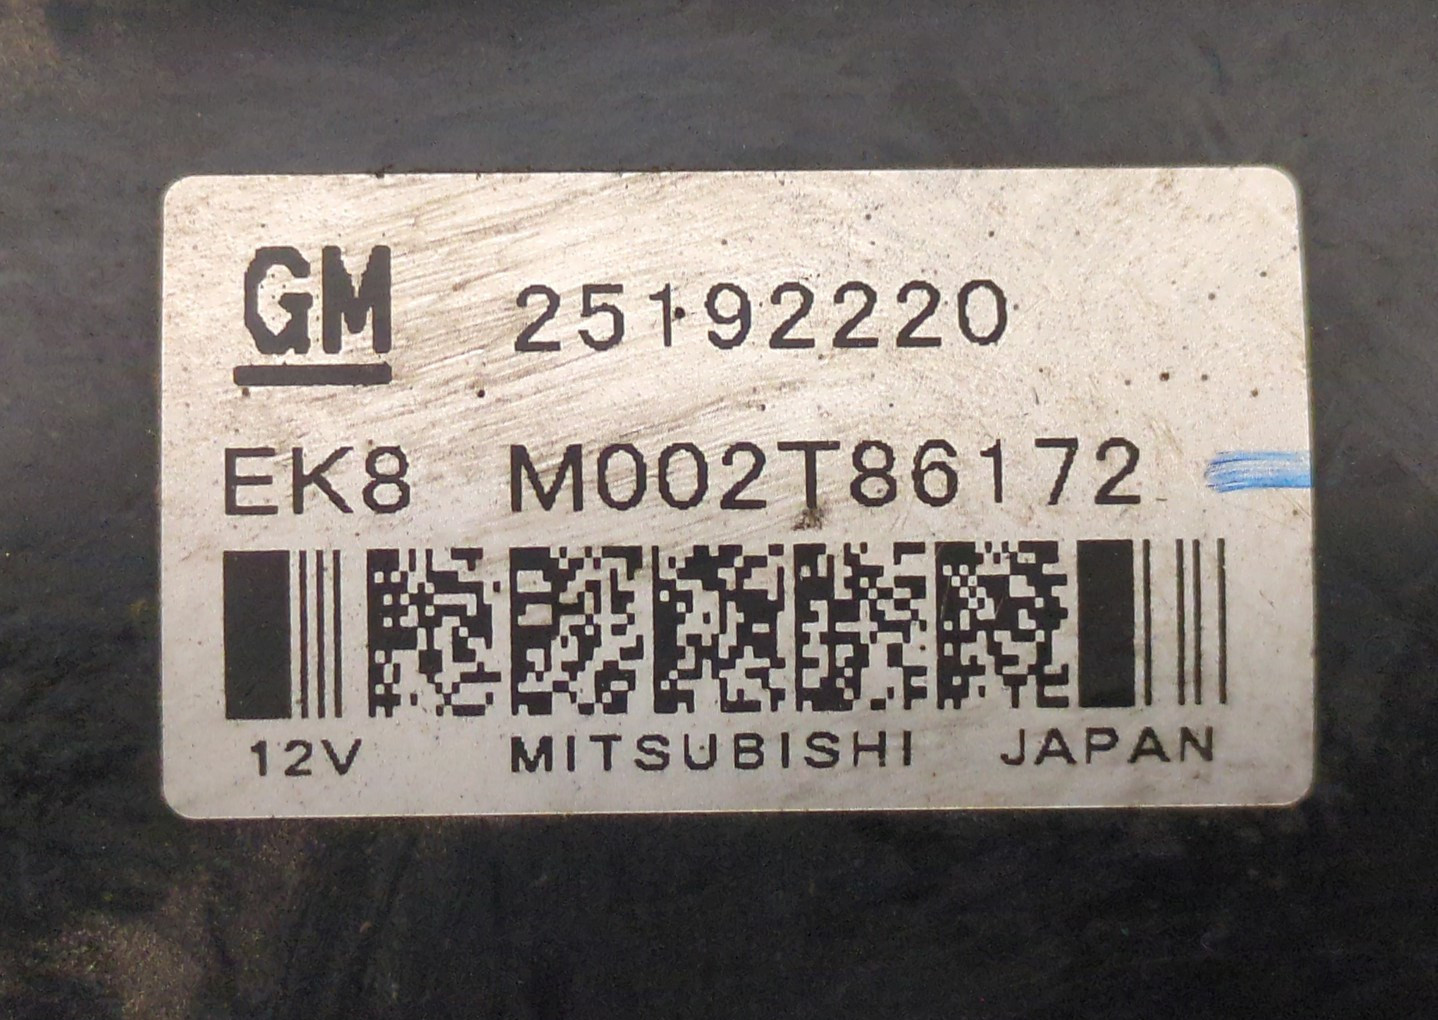 GM 25192220
EK8 M002T86172
12V MITSUBISHI JAPAN